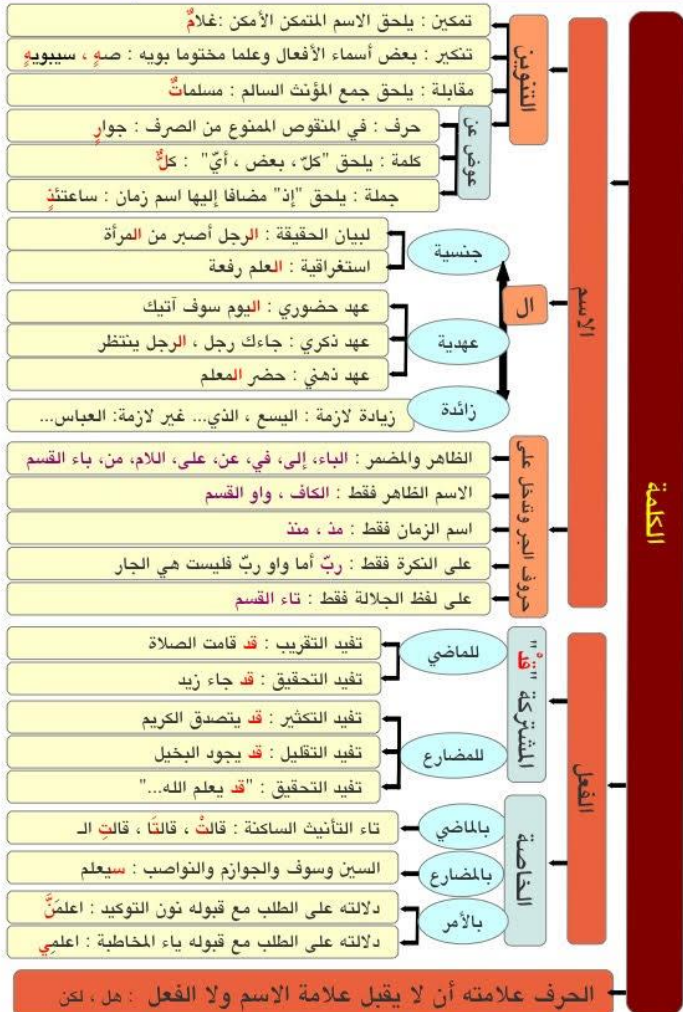 الكلمة
الاسم
التنوين
تمكين : يلحق الاسم المتمكن الأمكن :غلامٌ
تنكير : بعض أسماء الأفعال وعلما مختوما بويه : صهٍ ، سيبويهٍ
مقابلة : يلحق جمع المؤنث السالم : مسلماتٌ
عوض عن
حرف : في المنقوص الممنوع من الصرف : جوارٍ
كلمة : يلحق "كلّ، بعض ، أيّ" : كلٌّ
جملة : يلحق "إذ" مضافا إليها اسم زمان : ساعتئذٍ
ال
جنسية
لبيان الحقيقة : الرجل أصبر من المرأة
استغراقية : العلم رفعة
عهدية
عهد حضوري : اليوم سوف آتيك
عهد ذكري : جاءك رجل ، الرجل ينتظر
عهد ذهني : حضر المعلم
زائدة
زيادة لازمة : اليسع ، الذي... غير لازمة: العباس...
حروف الجر وتدخل على
الظاهر والمضمر : الباء، إلى، في، عن، على، اللام، من، باء القسم
الاسم الظاهر فقط : الكاف ، واو القسم
اسم الزمان فقط : مذ ، منذ
على النكرة فقط : ربّ أما واو ربّ فليست هي الجار
على لفظ الجلالة فقط : تاء القسم
الفعل
المشتركة "قدْ"
للماضي
تفيد التقريب : قد قامت الصلاة
تفيد التحقيق : قد جاء زيد
للمضارع
تفيد التكثير : قد يتصدق الكريم
تفيد التقليل : قد يجود البخيل
تفيد التحقيق : "قد يعلم الله..."
الخاصة
بالماضي
تاء التأنيث الساكنة : قالتْ ، قالتَا ، قالتِ الـ
بالمضارع
السين وسوف والجوازم والنواصب : سيعلم
بالأمر
دلالته على الطلب مع قبوله نون التوكيد : اعلمَنَّ
دلالته على الطلب مع قبوله ياء المخاطبة : اعلمِي
الحرف علامته أن لا يقبل علامة الاسم ولا الفعل : هل ، لكن